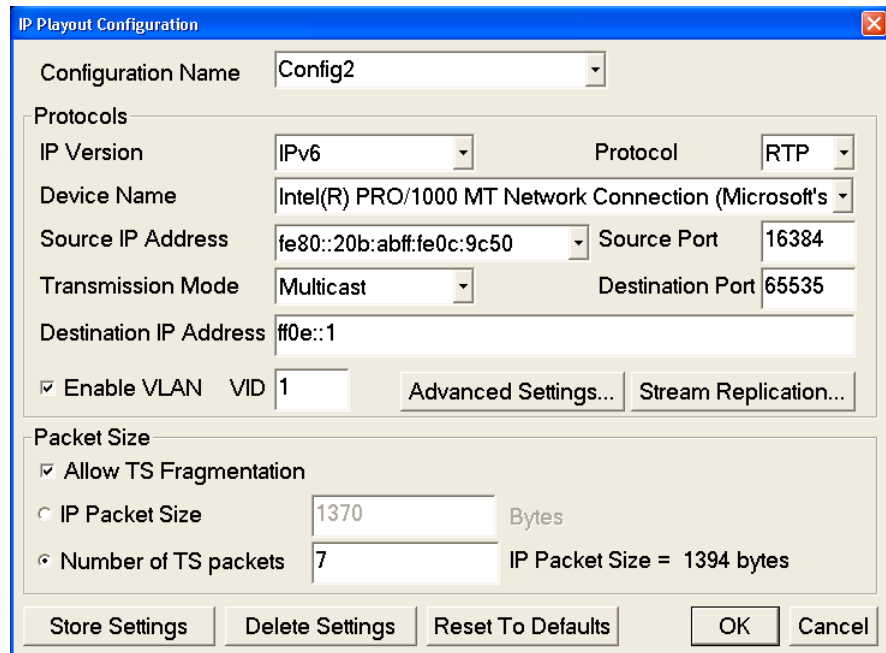 IP Playout Configuration
Configuration Name Config2
Protocols
IP Version IPv6 Protocol RTP
Device Name Intel(R) PRO/1000 MT Network Connection (Microsoft's
Source IP Address fe80::20b:abff:fe0c:9c50 Source Port 16384
Transmission Mode Multicast Destination Port 65535
Destination IP Address ff0e::1
Enable VLAN VID 1 Advanced Settings... Stream Replication...
Packet Size
Allow TS Fragmentation
IP Packet Size 1370 Bytes
Number of TS packets 7 IP Packet Size = 1394 bytes
Store Settings Delete Settings Reset To Defaults OK Cancel